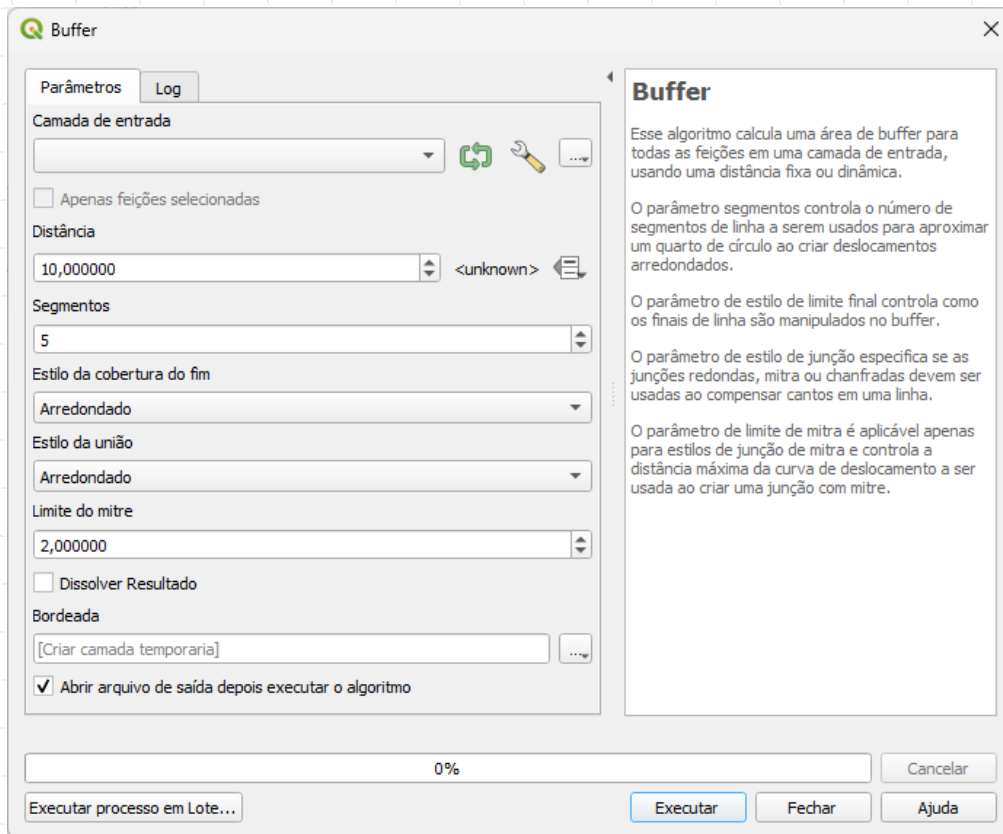 Buffer
Parâmetros
Log
Camada de entrada
...
Apenas feições selecionadas
Distância
10,000000
<unknown>
Segmentos
5
Estilo da cobertura do fim
Arredondado
Estilo da união
Arredondado
Limite do mitre
2,000000
Dissolver Resultado
Bordeada
[Criar camada temporaria]
...
Abrir arquivo de saída depois executar o algoritmo
Buffer
Esse algoritmo calcula uma área de buffer para
todas as feições em uma camada de entrada,
usando uma distância fixa ou dinâmica.
O parâmetro segmentos controla o número de
segmentos de linha a serem usados para aproximar
um quarto de círculo ao criar deslocamentos
arredondados.
O parâmetro de estilo de limite final controla como
os finais de linha são manipulados no buffer.
O parâmetro de estilo de junção especifica se as
junções redondas, mitra ou chanfradas devem ser
usadas ao compensar cantos em uma linha.
O parâmetro de limite de mitra é aplicável apenas
para estilos de junção de mitra e controla a
distância máxima da curva de deslocamento a ser
usada ao criar uma junção com mitre.
0%
Cancelar
Executar processo em Lote...
Executar
Fechar
Ajuda